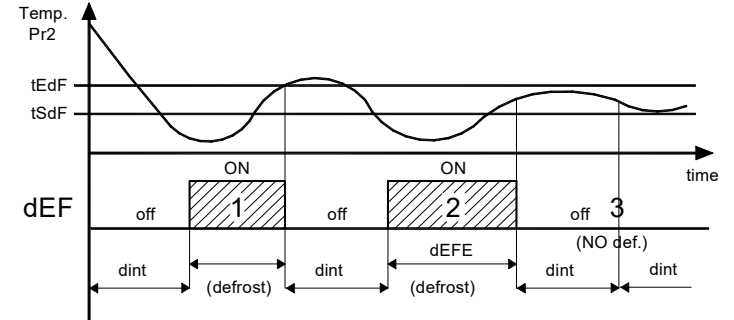 Temp.
Pr2
tEdF
tSdF
time
ON
ON
dEF
off
1
off
2
off
3
(NO def.)
dEFE
dint
(defrost)
dint
(defrost)
dint
dint